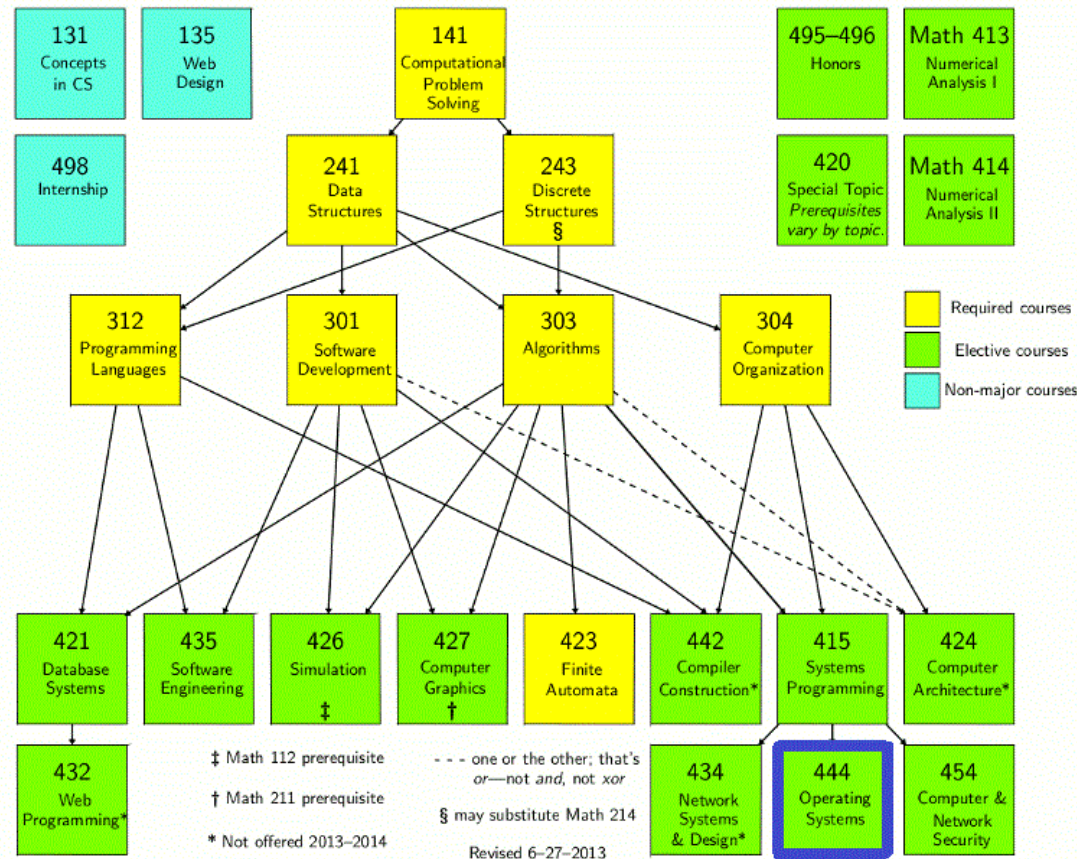 131
Concepts
in CS
135
Web
Design
141
Computational
Problem
Solving
495–496
Honors
Math 413
Numerical
Analysis I
498
Internship
241
Data
Structures
243
Discrete
Structures
§
420
Special Topic
Prerequisites
vary by topic.
Math 414
Numerical
Analysis II
312
Programming
Languages
301
Software
Development
303
Algorithms
304
Computer
Organization
Required courses
Elective courses
Non-major courses
421
Database
Systems
435
Software
Engineering
426
Simulation
‡
427
Computer
Graphics
†
423
Finite
Automata
442
Compiler
Construction*
415
Systems
Programming
424
Computer
Architecture*
432
Web
Programming*
‡ Math 112 prerequisite
† Math 211 prerequisite
* Not offered 2013–2014
- - - one or the other; that's
or—not and, not xor
§ may substitute Math 214
Revised 6–27–2013
434
Network
Systems
& Design*
444
Operating
Systems
454
Computer &
Network
Security